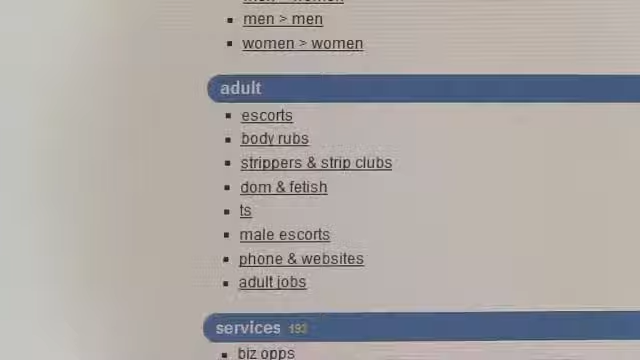 men > men
women > women
adult
escorts
body rubs
strippers & strip clubs
dom & fetish
ts
male escorts
phone & websites
adult jobs
services 193
biz opps